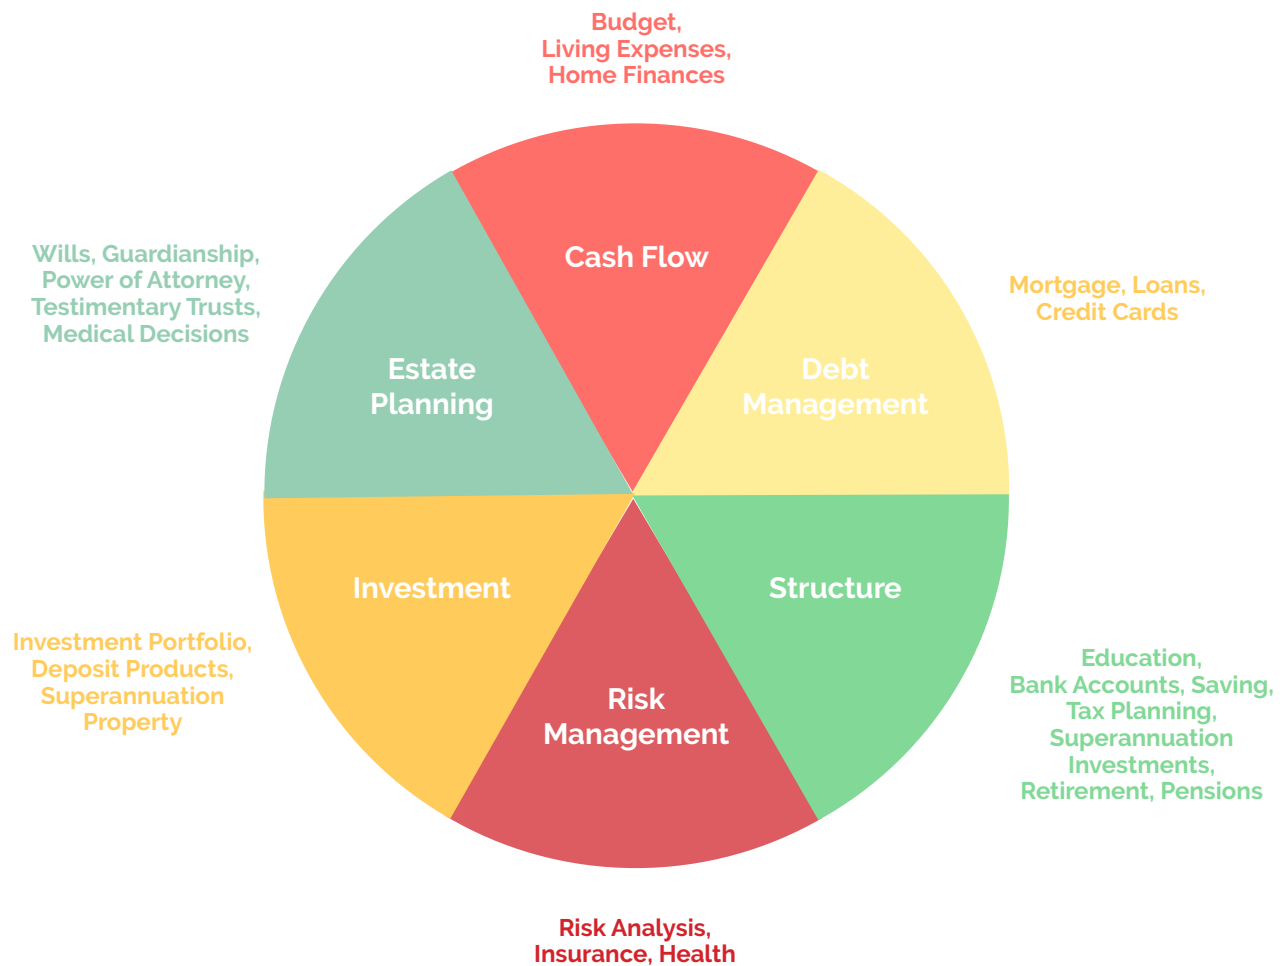 Budget,
Living Expenses,
Home Finances
Cash Flow
Wills, Guardianship,
Power of Attorney,
Testimentary Trusts,
Medical Decisions
Mortgage, Loans,
Credit Cards
Estate
Planning
Debt
Management
Investment
Structure
Investment Portfolio,
Deposit Products,
Superannuation
Property
Risk
Management
Education,
Bank Accounts, Saving,
Tax Planning,
Superannuation
Investments,
Retirement, Pensions
Risk Analysis,
Insurance, Health